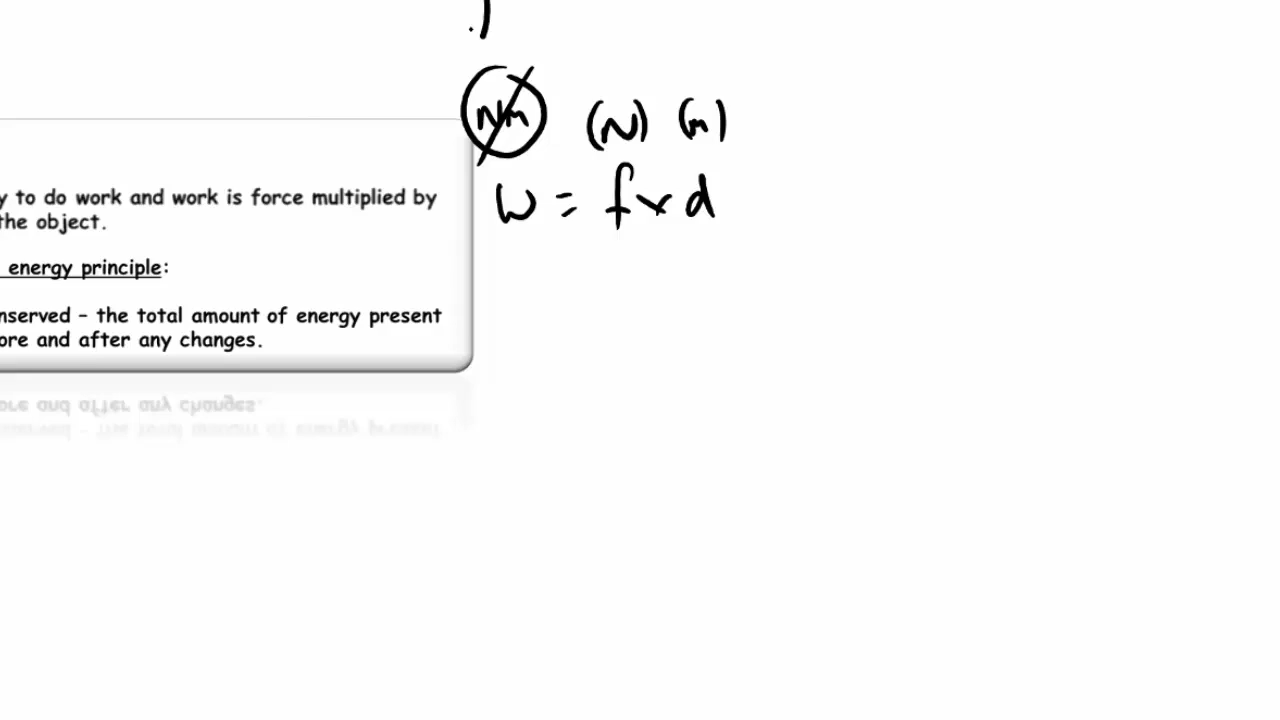 Nm (N) (m)
W = f x d
y to do work and work is force multiplied by
the object.
energy principle:
nserved - the total amount of energy present
ore and after any changes.